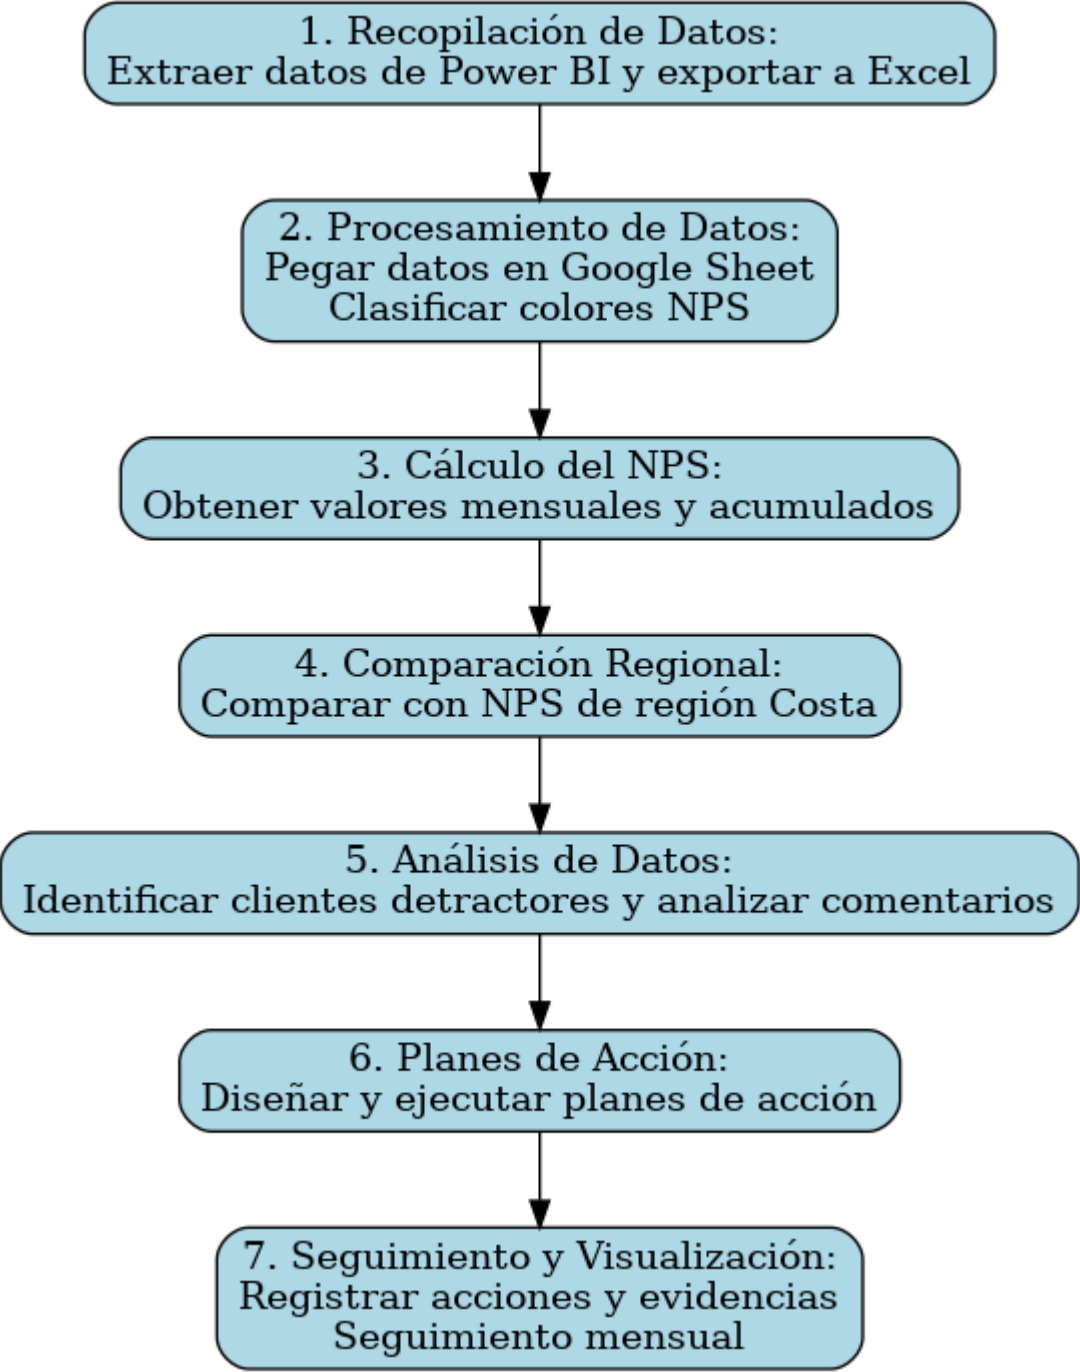 1. Recopilación de Datos:
Extraer datos de Power BI y exportar a Excel
2. Procesamiento de Datos:
Pegar datos en Google Sheet
Clasificar colores NPS
3. Cálculo del NPS:
Obtener valores mensuales y acumulados
4. Comparación Regional:
Comparar con NPS de región Costa
5. Análisis de Datos:
Identificar clientes detractores y analizar comentarios
6. Planes de Acción:
Diseñar y ejecutar planes de acción
7. Seguimiento y Visualización:
Registrar acciones y evidencias
Seguimiento mensual